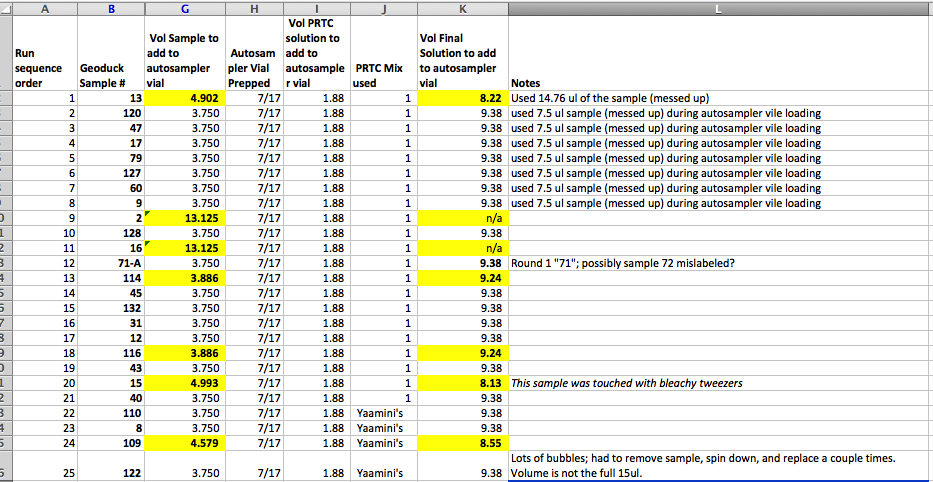 A B G H I J K L
Run sequence order Geoduck Sample # Vol Sample to add to autosampler vial Autosam pler Vial Prepped Vol PRTC solution to add to autosample r vial PRTC Mix used Vol Final Solution to add to autosampler vial Notes
1 13 4.902 7/17 1.88 1 8.22 Used 14.76 ul of the sample (messed up)
2 120 3.750 7/17 1.88 1 9.38 used 7.5 ul sample (messed up) during autosampler vile loading
3 47 3.750 7/17 1.88 1 9.38 used 7.5 ul sample (messed up) during autosampler vile loading
4 17 3.750 7/17 1.88 1 9.38 used 7.5 ul sample (messed up) during autosampler vile loading
5 79 3.750 7/17 1.88 1 9.38 used 7.5 ul sample (messed up) during autosampler vile loading
6 127 3.750 7/17 1.88 1 9.38 used 7.5 ul sample (messed up) during autosampler vile loading
7 60 3.750 7/17 1.88 1 9.38 used 7.5 ul sample (messed up) during autosampler vile loading
8 9 3.750 7/17 1.88 1 9.38 used 7.5 ul sample (messed up) during autosampler vile loading
9 2 13.125 7/17 1.88 1 n/a
10 128 3.750 7/17 1.88 1 9.38
11 16 13.125 7/17 1.88 1 n/a
12 71-A 3.750 7/17 1.88 1 9.38 Round 1 "71"; possibly sample 72 mislabeled?
13 114 3.886 7/17 1.88 1 9.24
14 45 3.750 7/17 1.88 1 9.38
15 132 3.750 7/17 1.88 1 9.38
16 31 3.750 7/17 1.88 1 9.38
17 12 3.750 7/17 1.88 1 9.38
18 116 3.886 7/17 1.88 1 9.24
19 43 3.750 7/17 1.88 1 9.38
20 15 4.993 7/17 1.88 1 8.13 This sample was touched with bleachy tweezers
21 40 3.750 7/17 1.88 1 9.38
22 110 3.750 7/17 1.88 Yaamini's 9.38
23 8 3.750 7/17 1.88 Yaamini's 9.38
24 109 4.579 7/17 1.88 Yaamini's 8.55
Lots of bubbles; had to remove sample, spin down, and replace a couple times.
25 122 3.750 7/17 1.88 Yaamini's 9.38 Volume is not the full 15ul.